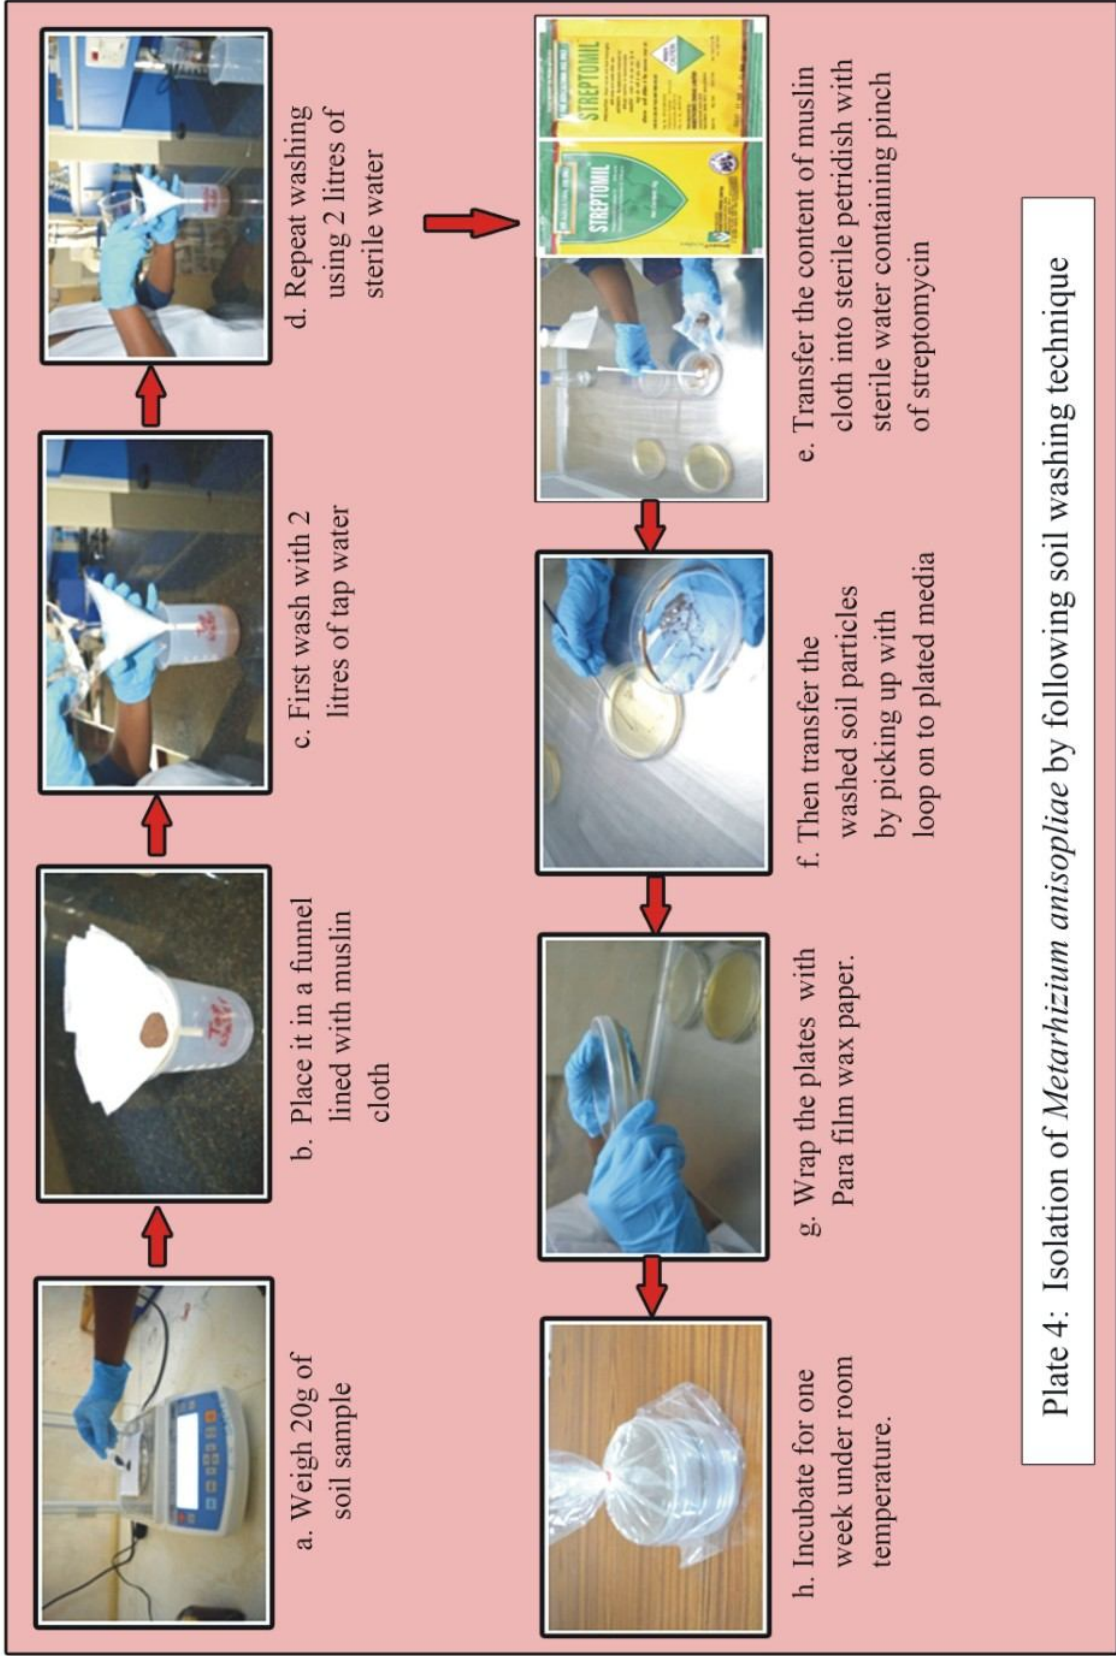 a. Weigh 20g of
soil sample
b. Place it in a funnel
lined with muslin
cloth
c. First wash with 2
litres of tap water
d. Repeat washing
using 2 litres of
sterile water
STREPTOMIL
STREPTOMIL
e. Transfer the content of muslin
cloth into sterile petridish with
sterile water containing pinch
of streptomycin
f. Then transfer the
washed soil particles
by picking up with
loop on to plated media
g. Wrap the plates with
Para film wax paper.
h. Incubate for one
week under room
temperature.
Plate 4: Isolation of Metarhizium anisopliae by following soil washing technique